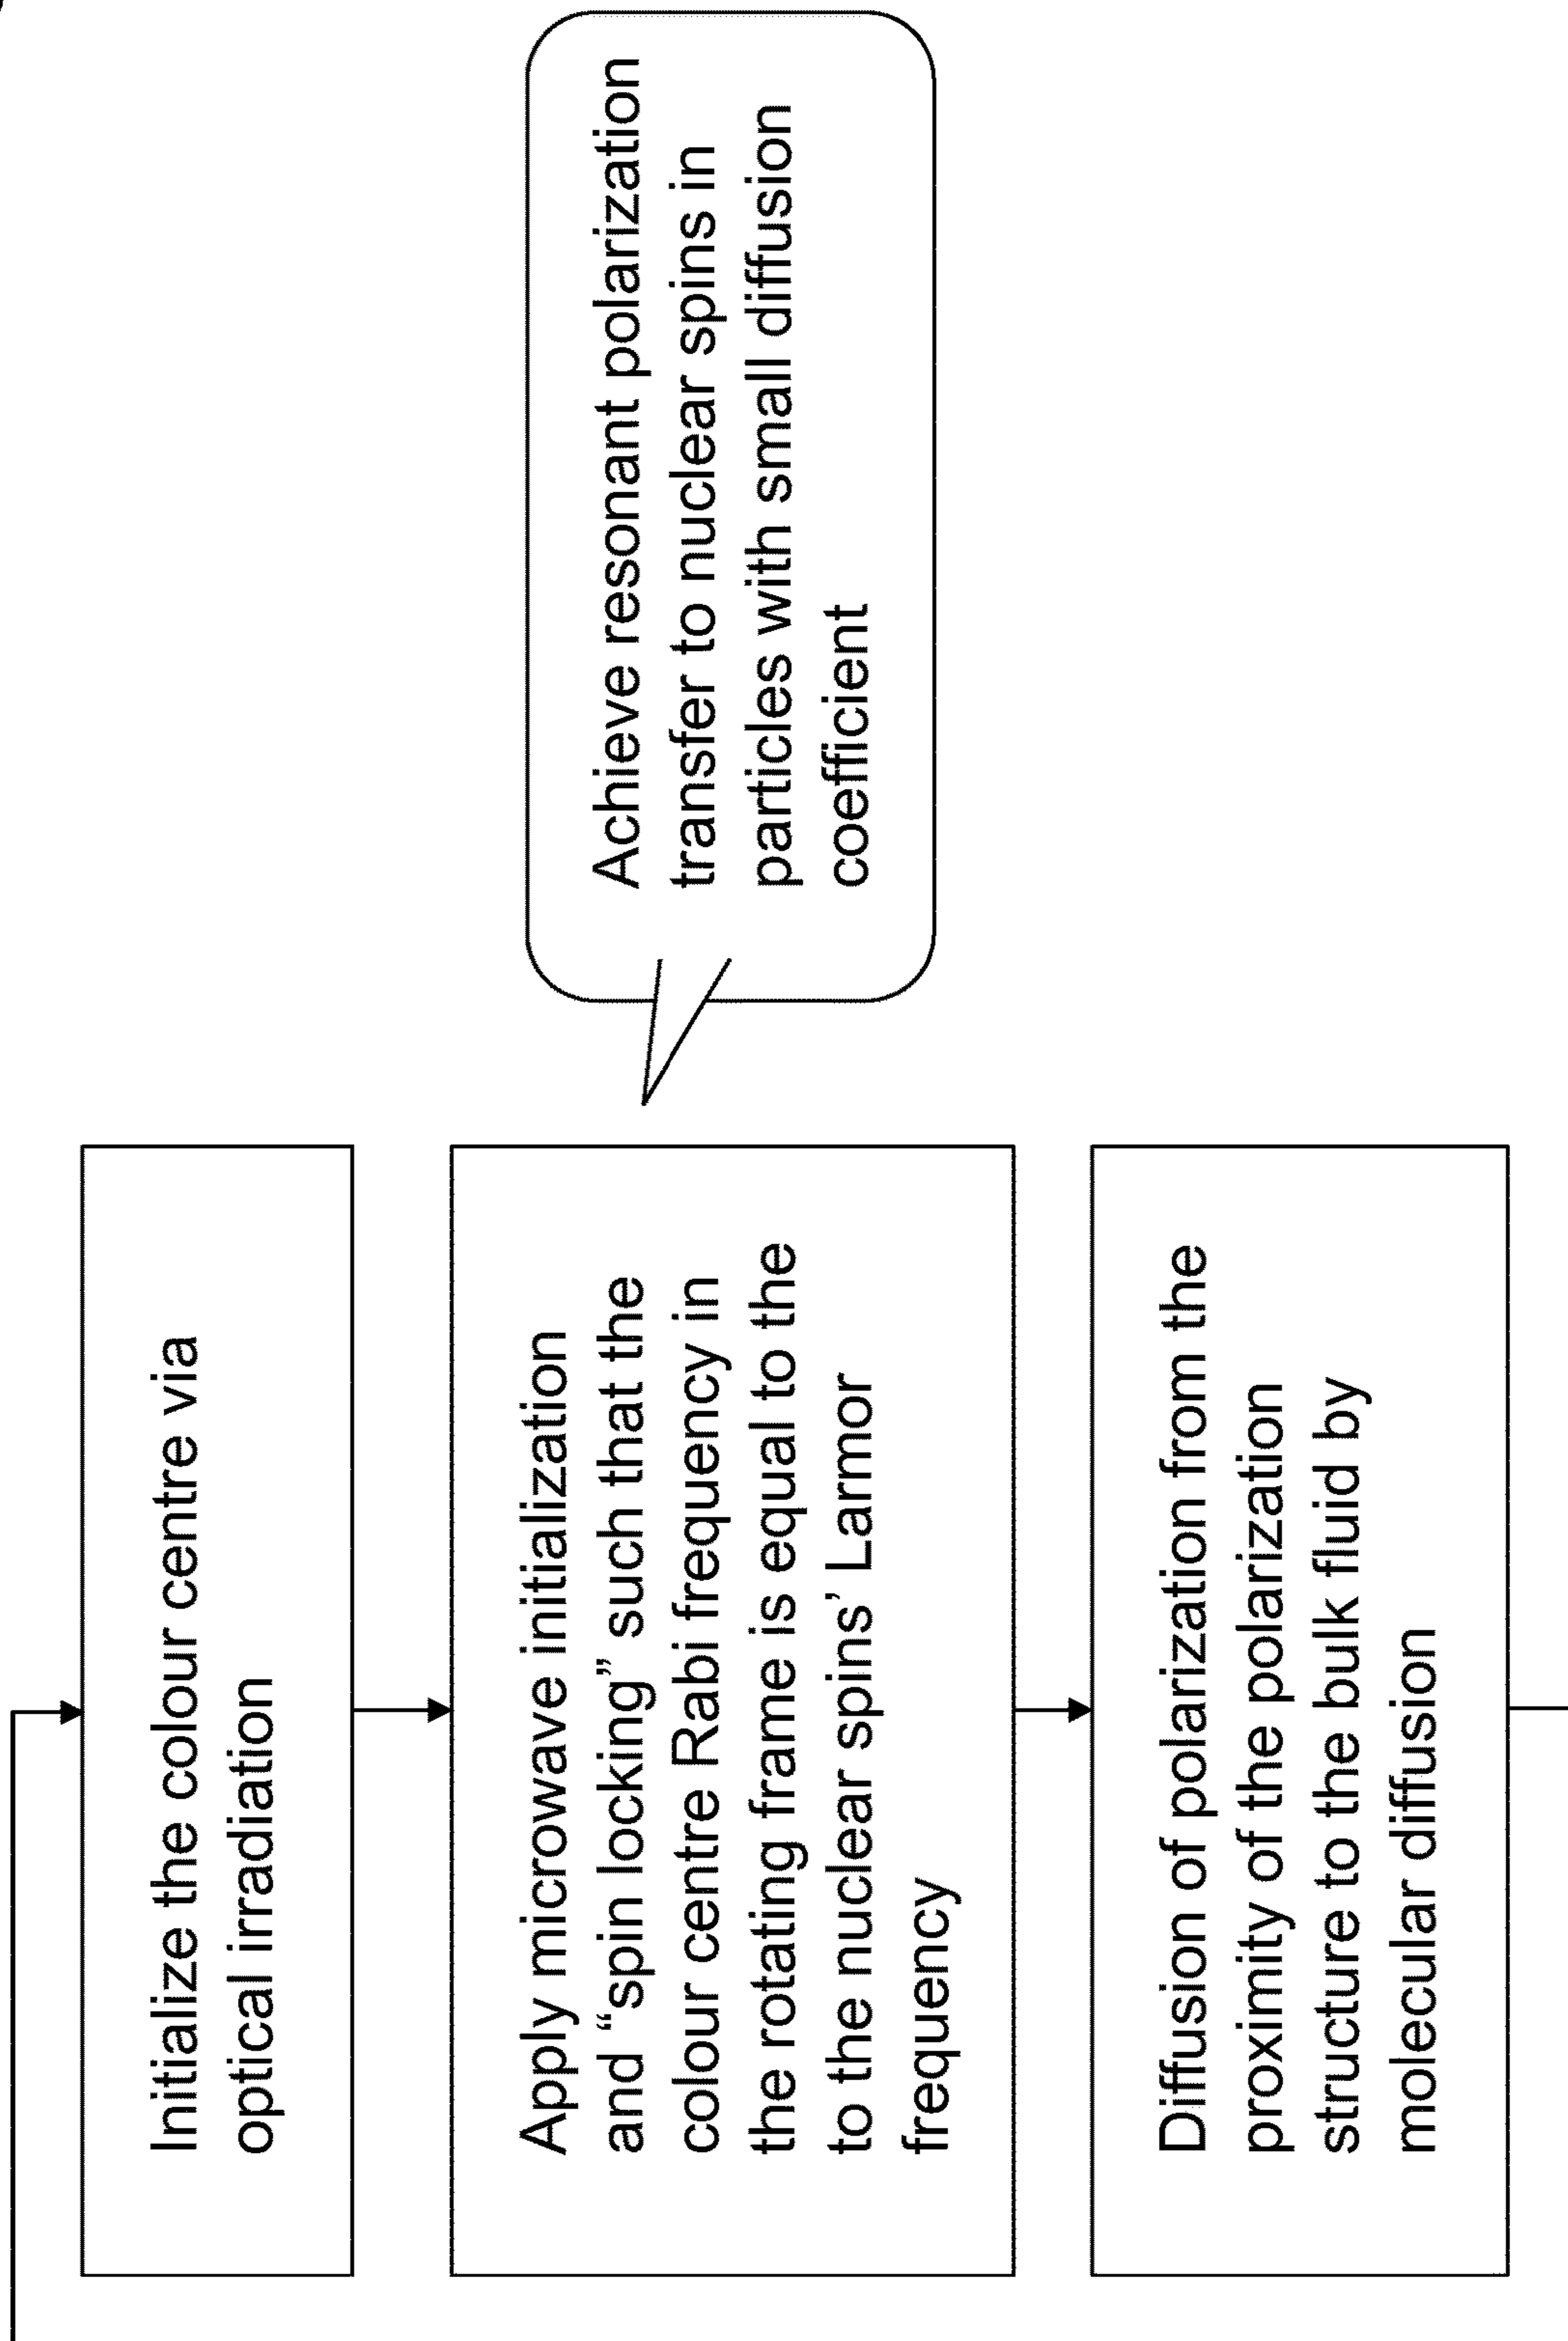 Initialize the colour centre via
optical irradiation
Apply microwave initialization
and “spin locking” such that the
colour centre Rabi frequency in
the rotating frame is equal to the
to the nuclear spins’ Larmor
frequency
Achieve resonant polarization
transfer to nuclear spins in
particles with small diffusion
coefficient
Diffusion of polarization from the
proximity of the polarization
structure to the bulk fluid by
molecular diffusion